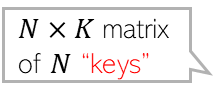 N × K matrix
of N “keys”